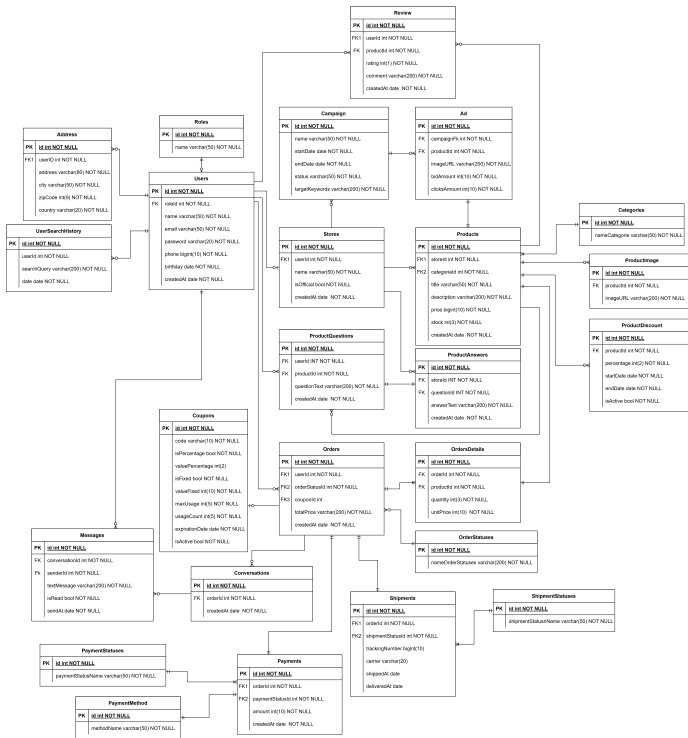 Review
PK id int NOT NULL
FK1 userId int NOT NULL
FK productId int NOT NULL
rating int(1) NOT NULL
comment varchar(200) NOT NULL
createdAt date NOT NULL
Roles
PK id int NOT NULL
name varchar(50) NOT NULL
Campaign
PK id int NOT NULL
name varchar(50) NOT NULL
startDate date NOT NULL
endDate date NOT NULL
status varchar(50) NOT NULL
targetKeywords varchar(200) NOT NULL
Ad
PK id int NOT NULL
FK campaignFk int NOT NULL
FK productId int NOT NULL
imageURL varchar(200) NOT NULL
bidAmount int(10) NOT NULL
clicksAmount int(10) NOT NULL
Address
PK id int NOT NULL
FK1 userID int NOT NULL
address varchar(80) NOT NULL
city varchar(60) NOT NULL
zipCode int(9) NOT NULL
country varchar(20) NOT NULL
Users
PK id int NOT NULL
FK roleId int NOT NULL
name varchar(50) NOT NULL
email varchar(50) NOT NULL
password varchar(20) NOT NULL
phone bigint(10) NOT NULL
birthday date NOT NULL
createdAt date NOT NULL
UserSearchHistory
PK id int NOT NULL
userId int NOT NULL
searchQuery varchar(200) NOT NULL
date date NOT NULL
Stores
PK id int NOT NULL
FK1 userId int NOT NULL
name varchar(50) NOT NULL
isOfficial bool NOT NULL
createdAt date NOT NULL
Products
PK id int NOT NULL
FK1 storeId int NOT NULL
FK2 categorieId int NOT NULL
title varchar(50) NOT NULL
description varchar(200) NOT NULL
price bigint(10) NOT NULL
stock int(3) NOT NULL
createdAt date NOT NULL
Categories
PK id int NOT NULL
nameCategorie varchar(50) NOT NULL
ProductImage
PK id int NOT NULL
FK productId int NOT NULL
imageURL varchar(200) NOT NULL
ProductDiscount
PK id int NOT NULL
FK productId int NOT NULL
percentage int(2) NOT NULL
startDate date NOT NULL
endDate date NOT NULL
isActive bool NOT NULL
ProductQuestions
PK id int NOT NULL
FK userId INT NOT NULL
FK productId int NOT NULL
questionText varchar(200) NOT NULL
createdAt date NOT NULL
ProductAnswers
PK id int NOT NULL
FK storeId INT NOT NULL
FK questionId INT NOT NULL
answerText varchar(200) NOT NULL
createdAt date NOT NULL
Coupons
PK id int NOT NULL
code varchar(10) NOT NULL
isPercentage bool NOT NULL
valuePercentage int(2)
isFixed bool NOT NULL
valueFixed int(10) NOT NULL
maxUsage int(9) NOT NULL
usageCount int(5) NOT NULL
expirationDate date NOT NULL
isActive bool NOT NULL
Orders
PK id int NOT NULL
FK1 userId int NOT NULL
FK2 orderStatusId int NOT NULL
FK3 couponId int
totalPrice varchar(200) NOT NULL
createdAt date NOT NULL
OrdersDetails
PK id int NOT NULL
FK orderId int NOT NULL
FK productId int NOT NULL
quantity int(3) NOT NULL
unitPrice int(10) NOT NULL
OrderStatuses
PK id int NOT NULL
nameOrderStatuses varchar(200) NOT NULL
Messages
PK id int NOT NULL
FK conversationId int NOT NULL
Fk senderId int NOT NULL
textMessage varchar(200) NOT NULL
isRead bool NOT NULL
sendAt date NOT NULL
Conversations
PK id int NOT NULL
FK orderId int NOT NULL
createdAt date NOT NULL
Shipments
PK id int NOT NULL
FK1 orderId int NOT NULL
FK2 shipmentStatusId int NOT NULL
trackingNumber bigint(10)
carrier varchar(20)
shippedAt date
deliveredAt date
ShipmentStatuses
PK id int NOT NULL
shipmentStatusnName varchar(50) NOT NULL
PaymentStatuses
PK id int NOT NULL
paymentStatusName varchar(50) NOT NULL
PaymentMethod
PK id int NOT NULL
methodName varchar(50) NOT NULL
Payments
PK id int NOT NULL
FK1 orderId int NOT NULL
FK2 paymentStatusId int NOT NULL
amount int(10) NOT NULL
createdAt date NOT NULL